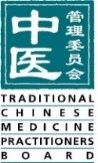 中医
管理委员会
TRADITIONAL
CHINESE
MEDICINE
PRACTITIONERS
BOARD